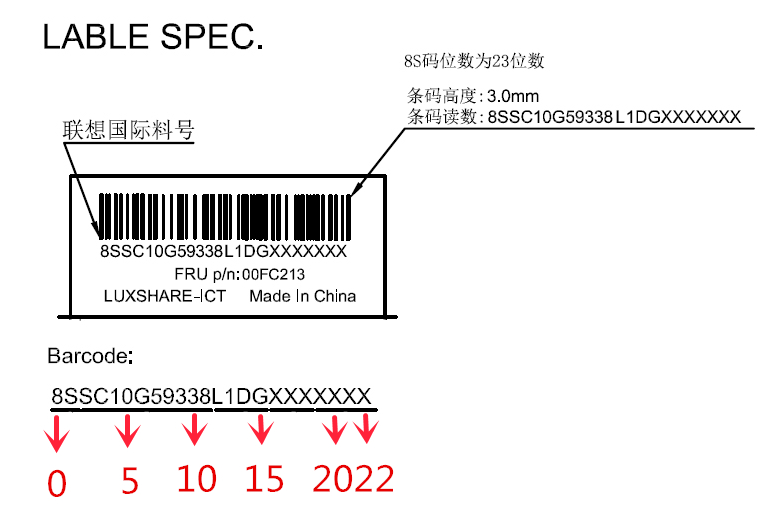 LABLE SPEC.
8S码位数为23位数
条码高度: 3.0mm
条码读数: 8SSC10G59338L1DGXXXXXXX
联想国际料号
8SSC10G59338L1DGXXXXXXX
FRU p/n: 00FC213
LUXSHARE-ICT Made In China
Barcode:
8SSC10G59338L1DGXXXXXXX
0 5 10 15 20 22